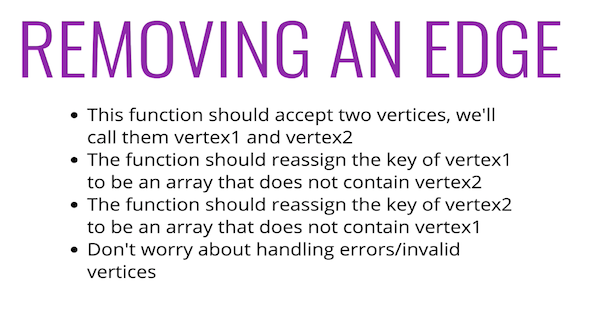 REMOVING AN EDGE
• This function should accept two vertices, we'll
call them vertex1 and vertex2
• The function should reassign the key of vertex1
to be an array that does not contain vertex2
• The function should reassign the key of vertex2
to be an array that does not contain vertex1
• Don't worry about handling errors/invalid
vertices